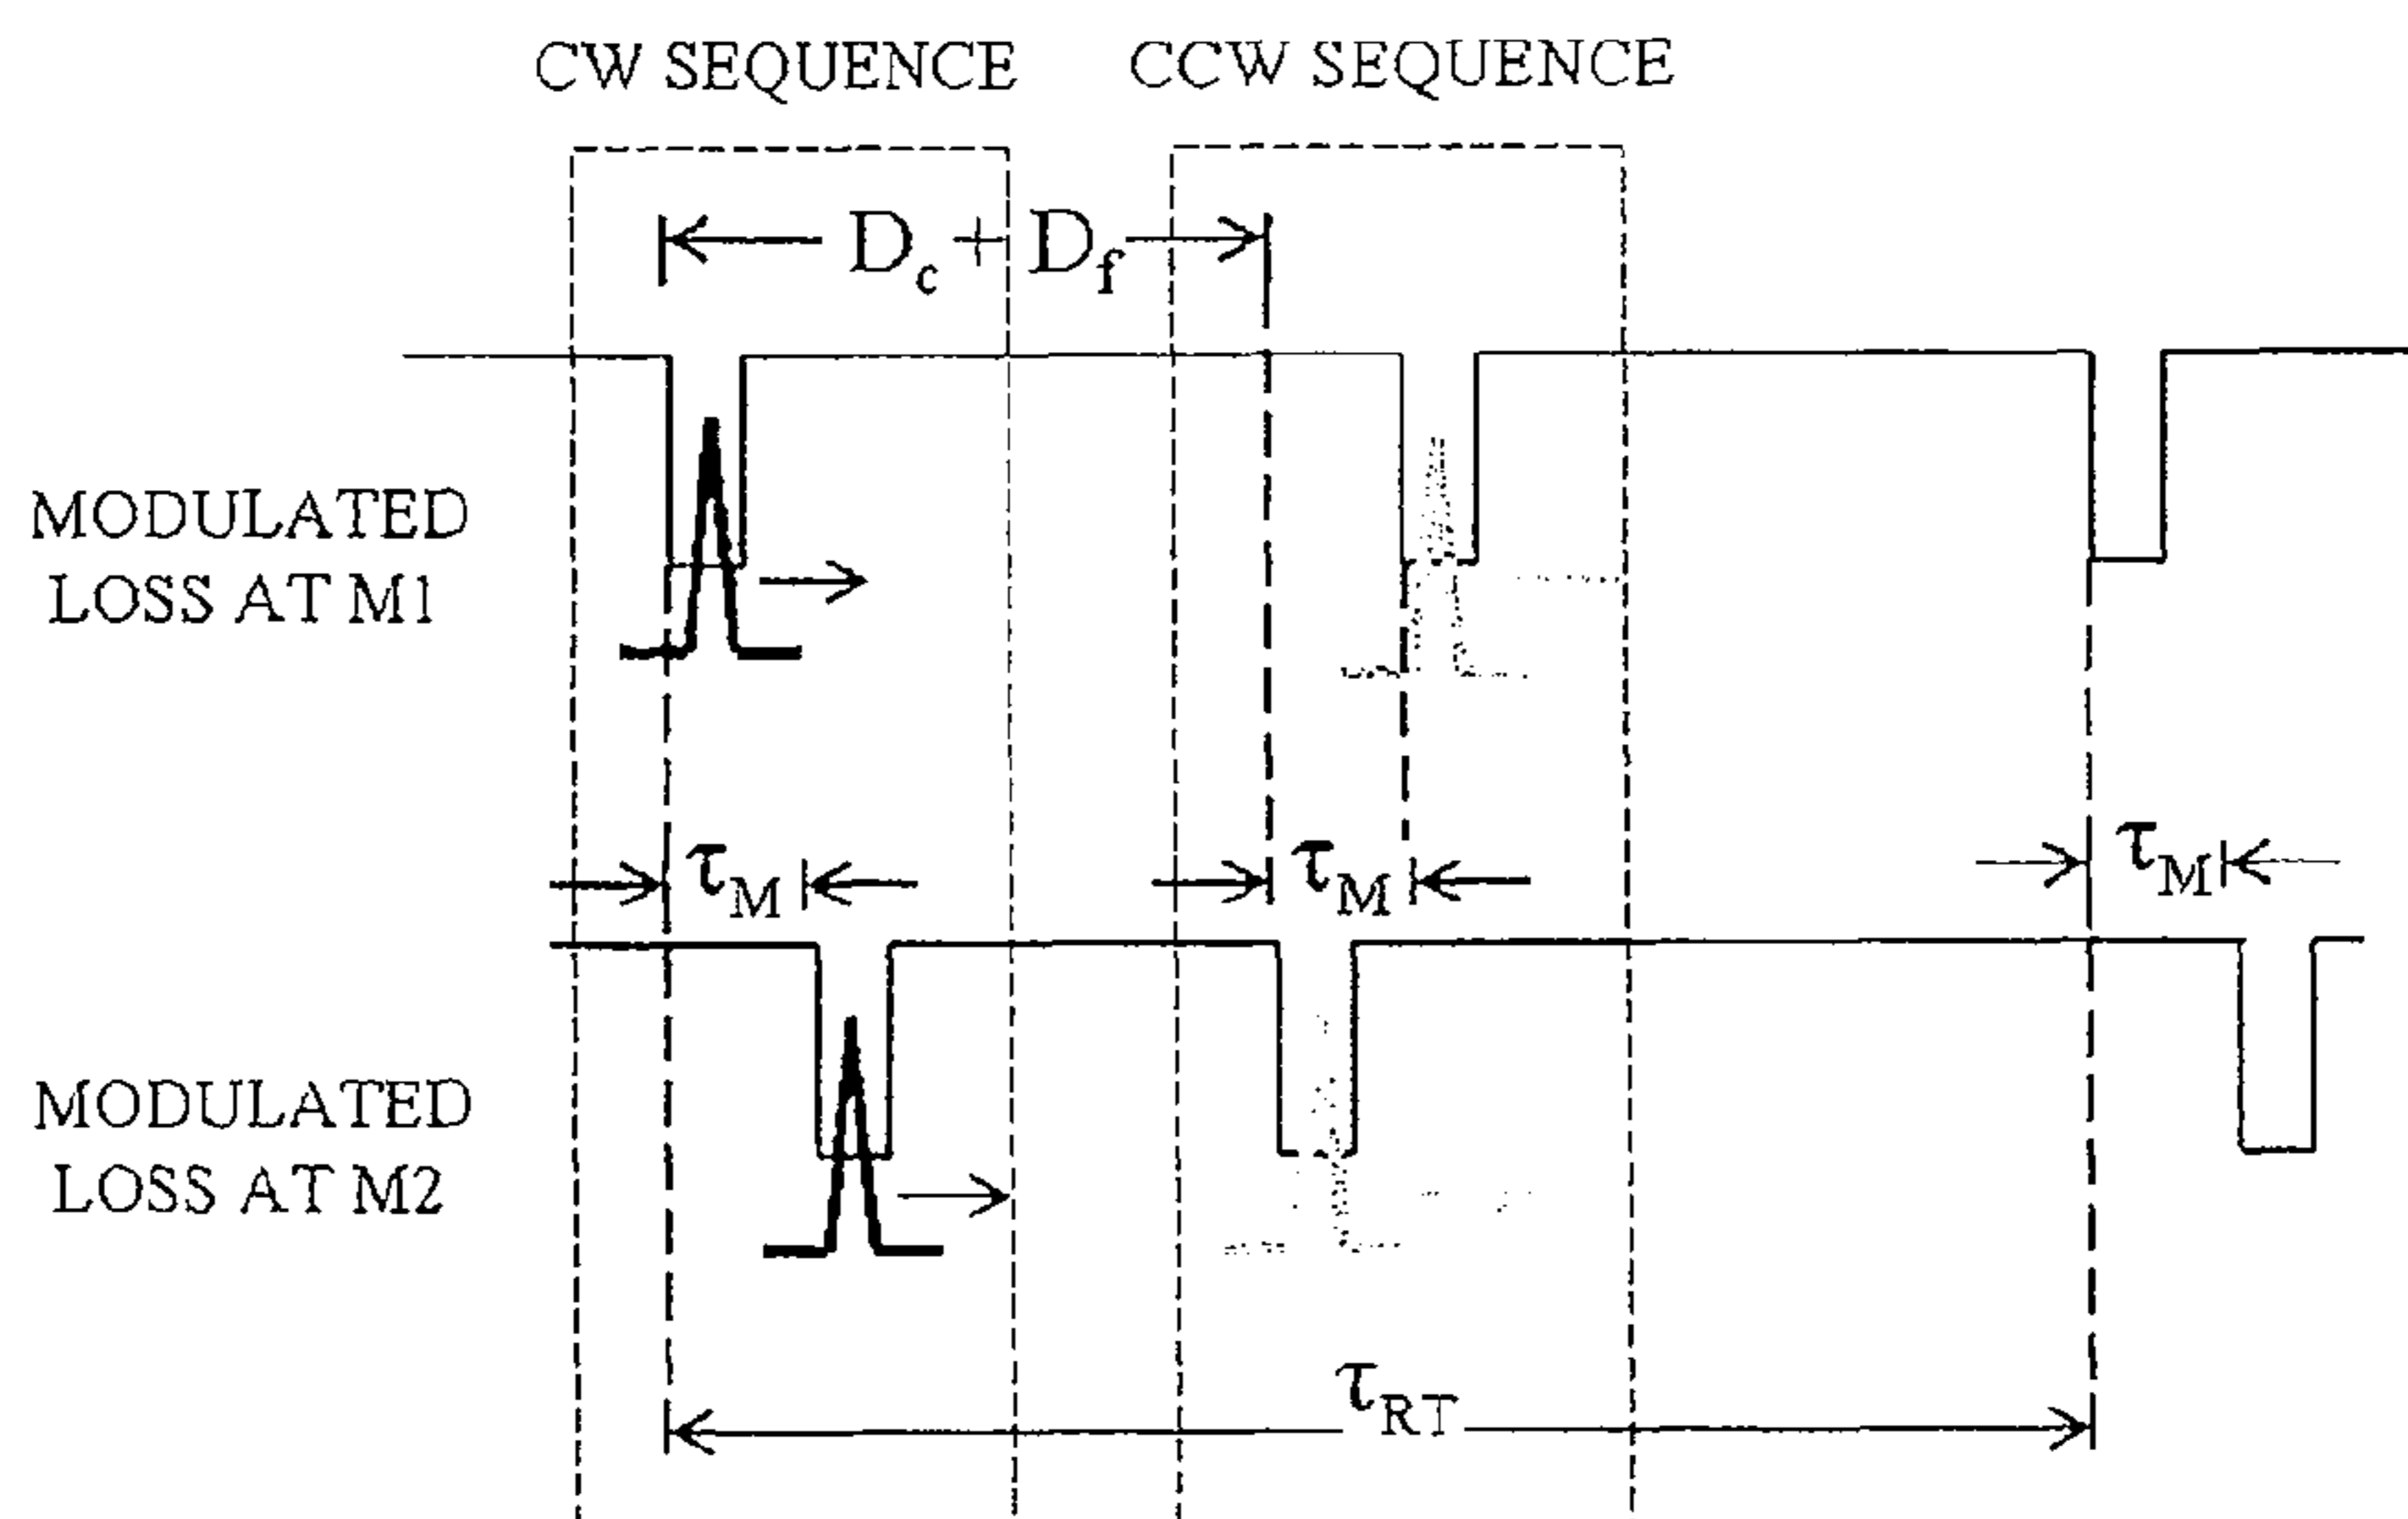 CW SEQUENCE
CCW SEQUENCE
D_c + D_f
MODULATED
LOSS AT M1
τ_M
τ_M
τ_M
MODULATED
LOSS AT M2
τ_RT